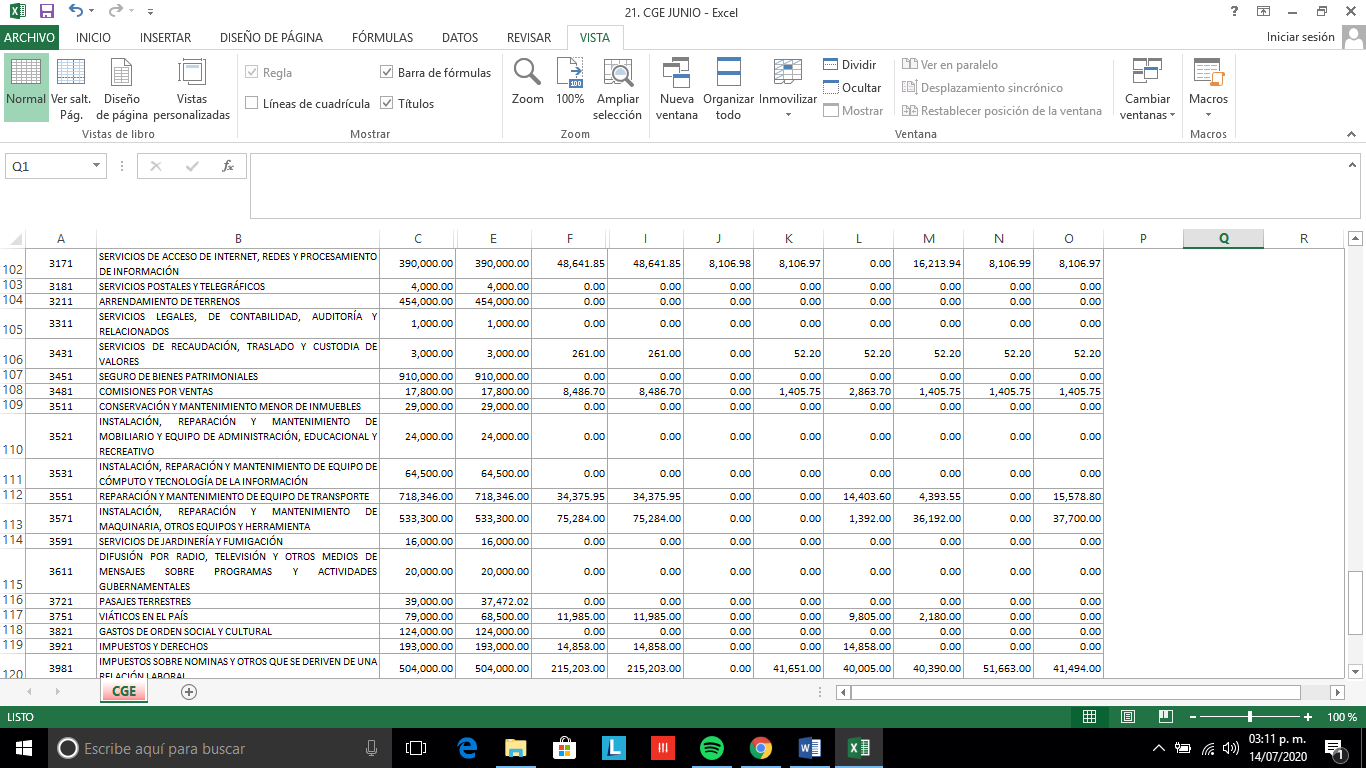 21. CGE JUNIO - Excel
ARCHIVO INICIO INSERTAR DISEÑO DE PÁGINA FÓRMULAS DATOS REVISAR VISTA Iniciar sesión
Normal Ver salt. Pág. Diseño de página Vistas personalizadas
Vistas de libro
Regla Barra de fórmulas
Líneas de cuadrícula Títulos
Mostrar
Zoom 100% Ampliar selección
100
Zoom
Nueva ventana Organizar todo Inmovilizar
Dividir Ver en paralelo
Ocultar Desplazamiento sincrónico
Mostrar Restablecer posición de la ventana
Cambiar ventanas
Ventana
Macros
Macros
Q1 fx
A B C E F I J K L M N O P Q R
102 3171 SERVICIOS DE ACCESO DE INTERNET, REDES Y PROCESAMIENTO DE INFORMACIÓN 390,000.00 390,000.00 48,641.85 48,641.85 8,106.98 8,106.97 0.00 16,213.94 8,106.99 8,106.97
103 3181 SERVICIOS POSTALES Y TELEGRÁFICOS 4,000.00 4,000.00 0.00 0.00 0.00 0.00 0.00 0.00 0.00 0.00
104 3211 ARRENDAMIENTO DE TERRENOS 454,000.00 454,000.00 0.00 0.00 0.00 0.00 0.00 0.00 0.00 0.00
105 3311 SERVICIOS LEGALES, DE CONTABILIDAD, AUDITORÍA Y RELACIONADOS 1,000.00 1,000.00 0.00 0.00 0.00 0.00 0.00 0.00 0.00 0.00
106 3431 SERVICIOS DE RECAUDACIÓN, TRASLADO Y CUSTODIA DE VALORES 3,000.00 3,000.00 261.00 261.00 0.00 52.20 52.20 52.20 52.20 52.20
107 3451 SEGURO DE BIENES PATRIMONIALES 910,000.00 910,000.00 0.00 0.00 0.00 0.00 0.00 0.00 0.00 0.00
108 3481 COMISIONES POR VENTAS 17,800.00 17,800.00 8,486.70 8,486.70 0.00 1,405.75 2,863.70 1,405.75 1,405.75 1,405.75
109 3511 CONSERVACIÓN Y MANTENIMIENTO MENOR DE INMUEBLES 29,000.00 29,000.00 0.00 0.00 0.00 0.00 0.00 0.00 0.00 0.00
110 3521 INSTALACIÓN, REPARACIÓN Y MANTENIMIENTO DE MOBILIARIO Y EQUIPO DE ADMINISTRACIÓN, EDUCACIONAL Y RECREATIVO 24,000.00 24,000.00 0.00 0.00 0.00 0.00 0.00 0.00 0.00 0.00
111 3531 INSTALACIÓN, REPARACIÓN Y MANTENIMIENTO DE EQUIPO DE CÓMPUTO Y TECNOLOGÍA DE LA INFORMACIÓN 64,500.00 64,500.00 0.00 0.00 0.00 0.00 0.00 0.00 0.00 0.00
112 3551 REPARACIÓN Y MANTENIMIENTO DE EQUIPO DE TRANSPORTE 718,346.00 718,346.00 34,375.95 34,375.95 0.00 0.00 14,403.60 4,393.55 0.00 15,578.80
113 3571 INSTALACIÓN, REPARACIÓN Y MANTENIMIENTO DE MAQUINARIA, OTROS EQUIPOS Y HERRAMIENTA 533,300.00 533,300.00 75,284.00 75,284.00 0.00 0.00 1,392.00 36,192.00 0.00 37,700.00
114 3591 SERVICIOS DE JARDINERÍA Y FUMIGACIÓN 16,000.00 16,000.00 0.00 0.00 0.00 0.00 0.00 0.00 0.00 0.00
115 3611 DIFUSIÓN POR RADIO, TELEVISIÓN Y OTROS MEDIOS DE MENSAJES SOBRE PROGRAMAS Y ACTIVIDADES GUBERNAMENTALES 20,000.00 20,000.00 0.00 0.00 0.00 0.00 0.00 0.00 0.00 0.00
116 3721 PASAJES TERRESTRES 39,000.00 37,472.02 0.00 0.00 0.00 0.00 0.00 0.00 0.00 0.00
117 3751 VIÁTICOS EN EL PAÍS 79,000.00 68,500.00 11,985.00 11,985.00 0.00 0.00 9,805.00 2,180.00 0.00 0.00
118 3821 GASTOS DE ORDEN SOCIAL Y CULTURAL 124,000.00 124,000.00 0.00 0.00 0.00 0.00 0.00 0.00 0.00 0.00
119 3921 IMPUESTOS Y DERECHOS 193,000.00 193,000.00 14,858.00 14,858.00 0.00 0.00 14,858.00 0.00 0.00 0.00
120 3981 IMPUESTOS SOBRE NOMINAS Y OTROS QUE SE DERIVEN DE UNA RELACIÓN LABORAL 504,000.00 504,000.00 215,203.00 215,203.00 0.00 41,651.00 40,005.00 40,390.00 51,663.00 41,494.00
CGE
LISTO 100 %
Escribe aquí para buscar
03:11 p. m.
14/07/2020
1